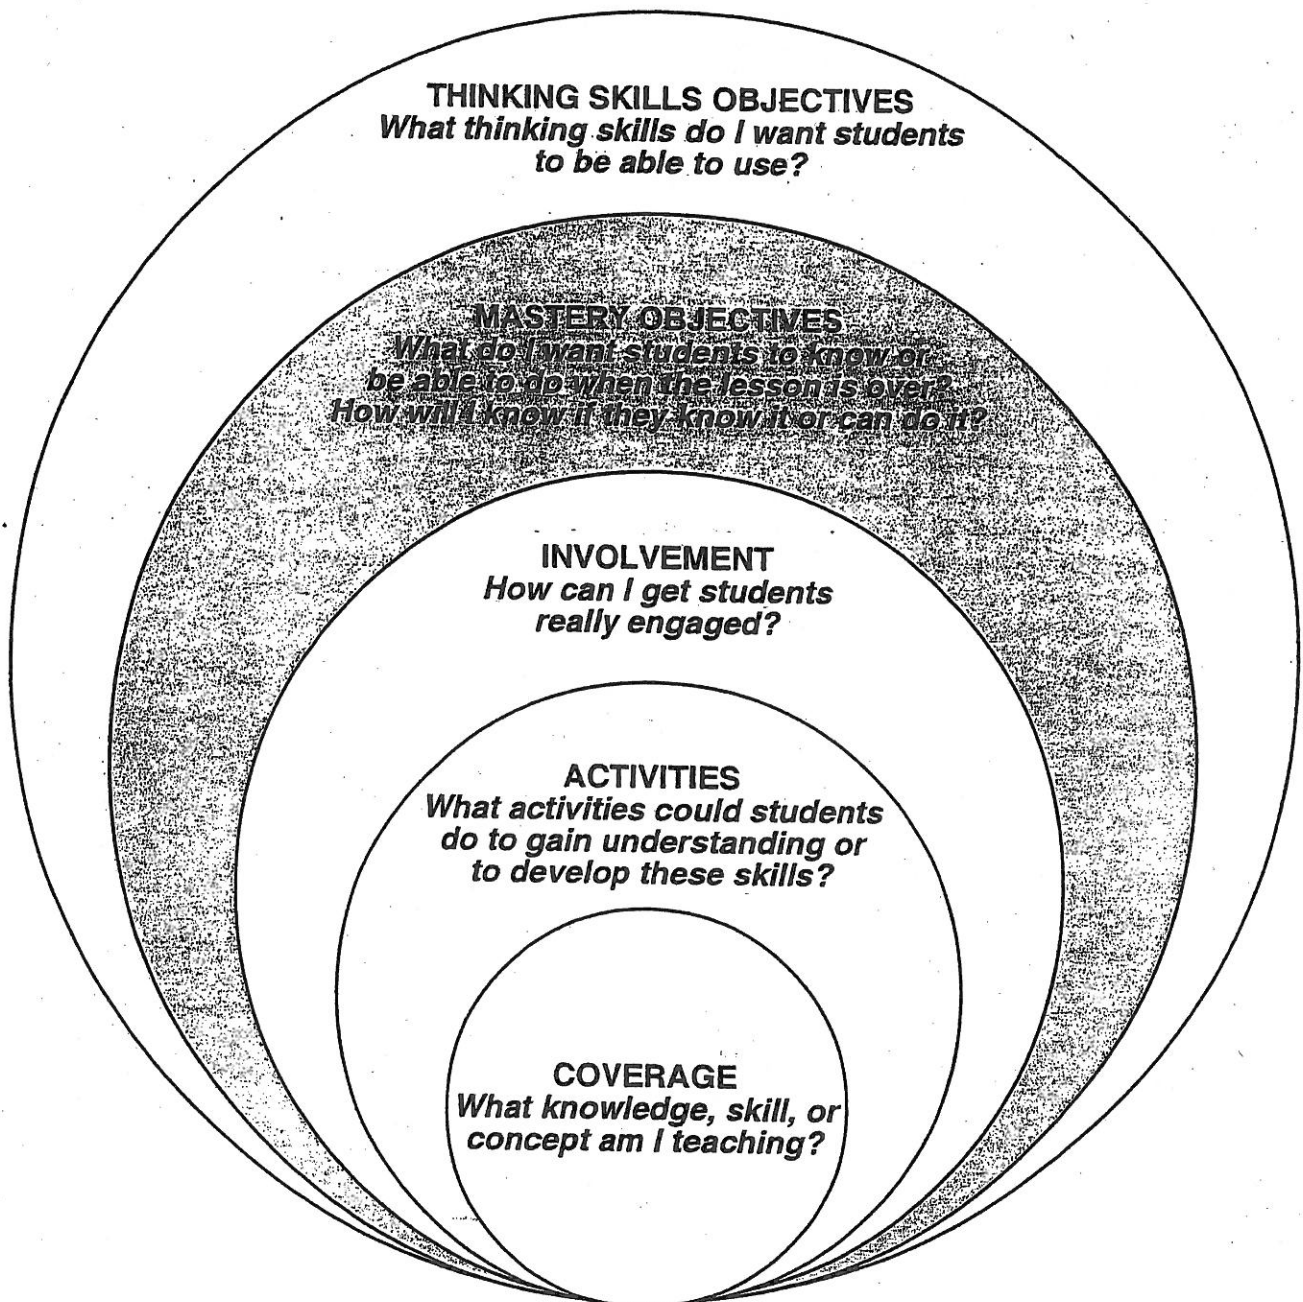 THINKING SKILLS OBJECTIVES
What thinking skills do I want students
to be able to use?
MASTERY OBJECTIVES
What do I want students to know or
be able to do when the lesson is over?
How will I know if they know it or can do it?
INVOLVEMENT
How can I get students
really engaged?
ACTIVITIES
What activities could students
do to gain understanding or
to develop these skills?
COVERAGE
What knowledge, skill, or
concept am I teaching?